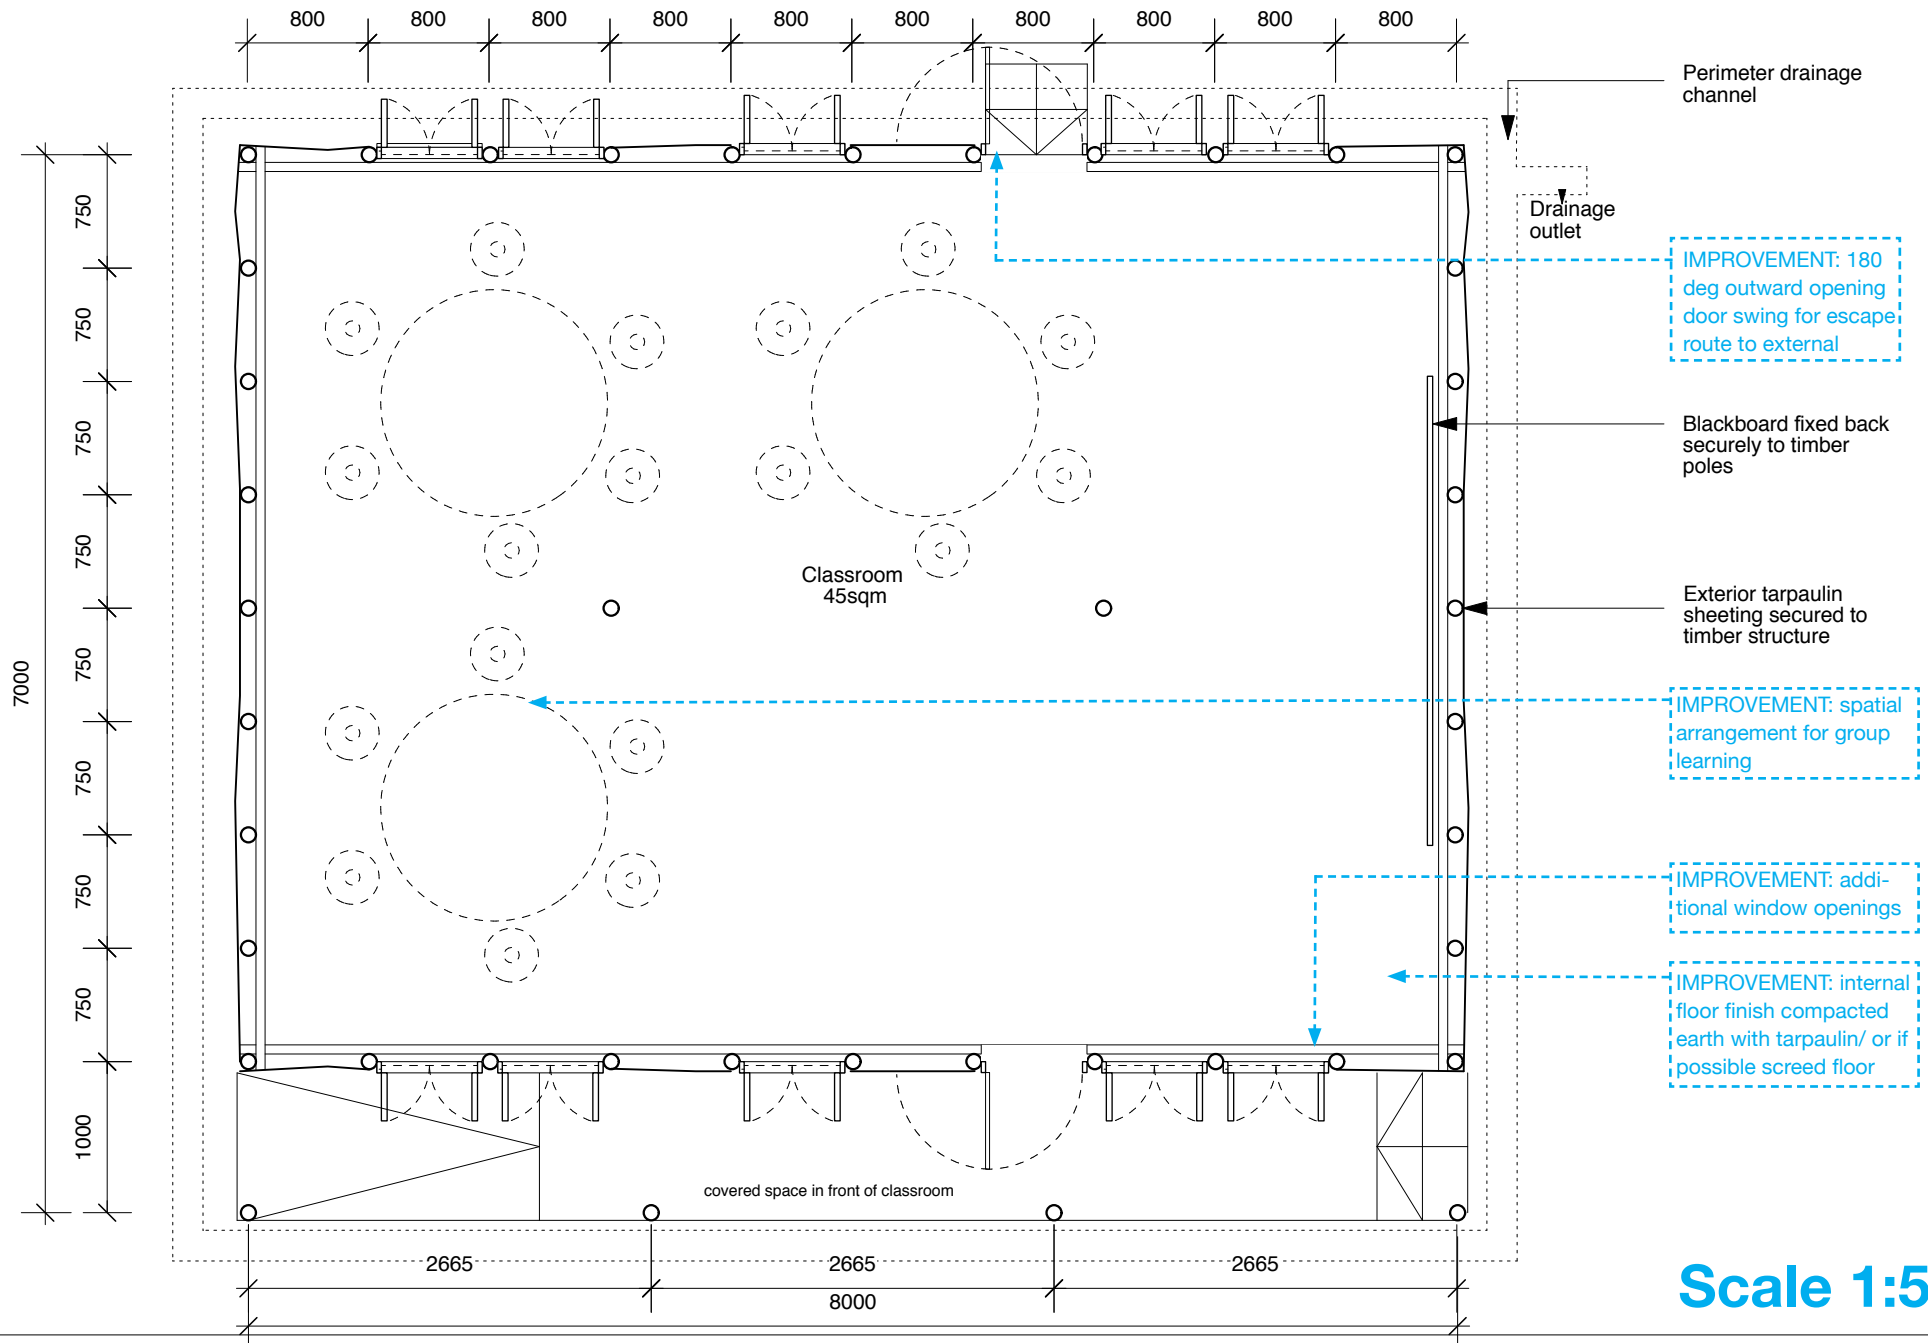 800 800 800 800 800 800 800 800 800 800
Perimeter drainage
channel
Drainage
outlet
IMPROVEMENT: 180
deg outward opening
door swing for escape
route to external
Blackboard fixed back
securely to timber
poles
Classroom
45sqm
Exterior tarpaulin
sheeting secured to
timber structure
IMPROVEMENT: spatial
arrangement for group
learning
IMPROVEMENT: addi-
tional window openings
IMPROVEMENT: internal
floor finish compacted
earth with tarpaulin/ or if
possible screed floor
7000
750
750
750
750
750
750
750
750
1000
covered space in front of classroom
2665 2665 2665
8000
Scale 1:5